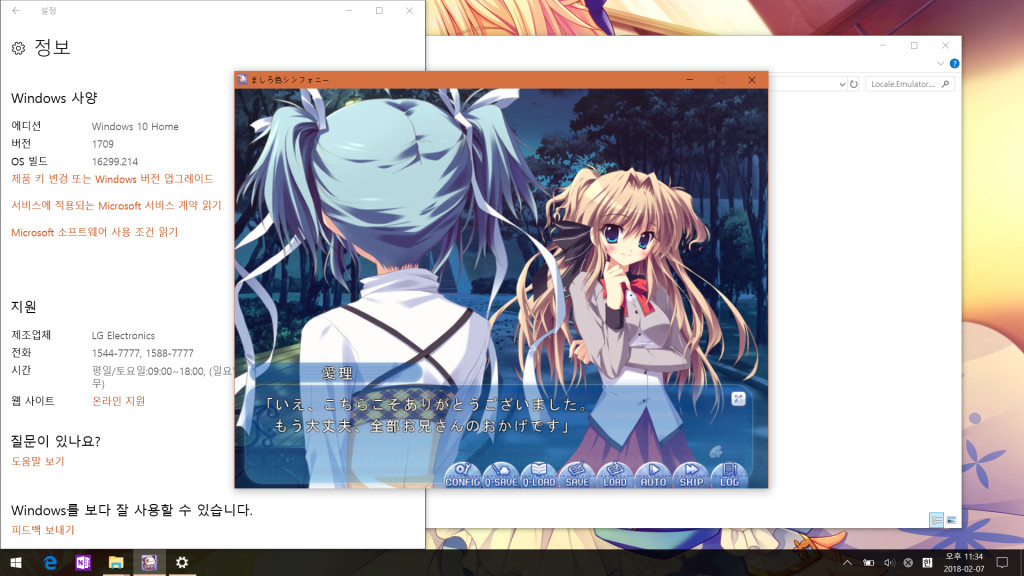 설정
정보
Windows 사양
에디션 Windows 10 Home
버전 1709
OS 빌드 16299.214
제품 키 변경 또는 Windows 버전 업그레이드
서비스에 적용되는 Microsoft 서비스 계약 읽기
Microsoft 소프트웨어 사용 조건 읽기
지원
제조업체 LG Electronics
전화 1544-7777, 1588-7777
시간 평일/토요일:09:00~18:00, (일요
무)
웹 사이트 온라인 지원
질문이 있나요?
도움말 보기
Windows를 보다 잘 사용할 수 있습니다.
피드백 보내기
Locale.Emulator....
ましろ色シンフォニー
愛理
「いえ、こちらこそありがとうございました。
もう大丈夫、全部お兄さんのおかげです」
CONFIG Q-SAVE Q-LOAD SAVE LOAD AUTO SKIP LOG
오후 11:34
2018-02-07